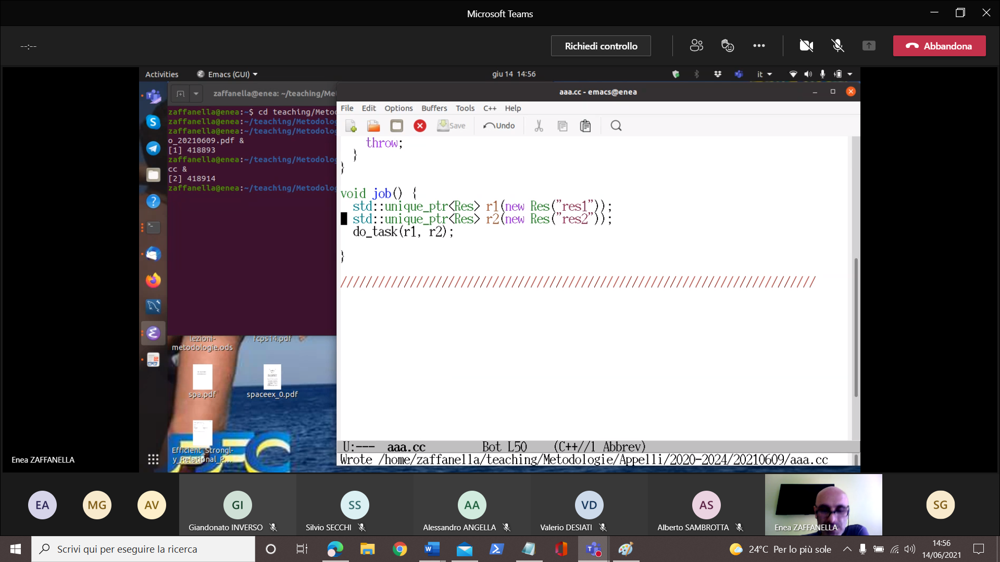 Microsoft Teams
--:--
Richiedi controllo
Abbandona
Activities
Emacs (GUI)
giu 14 14:56
it
zaffanella@enea: ~/teaching/Me
aaa.cc - emacs@enea
zaffanella@enea:~$ cd teaching/Metodo
zaffanella@enea:~/teaching/Metodolog
zaffanella@enea:~/teaching/Metodolog
o_20210609.pdf &
[1] 418893
zaffanella@enea:~/teaching/Metodolog
cc &
[2] 418914
zaffanella@enea:~/teaching/Metodolog
File Edit Options Buffers Tools C++ Help
Save
Undo
throw;
}
}
void job() {
std::unique_ptr<Res> r1(new Res("res1"));
std::unique_ptr<Res> r2(new Res("res2"));
do_task(r1, r2);
}
///////////////////////////////////////////////////////////////////////////
U:--- aaa.cc Bot L50 (C++//l Abbrev)
Wrote /home/zaffanella/teaching/Metodologie/Appelli/2020-2024/20210609/aaa.cc
lezioni-
metodologie.ods
fcps14.pdf
spa.pdf
spaceex_0.pdf
Efficient_Strongl-
y_Relational_P...
Enea ZAFFANELLA
EA
MG
AV
GI
Giandonato INVERSO
SS
Silvio SECCHI
AA
Alessandro ANGELLA
VD
Valerio DESIATI
AS
Alberto SAMBROTTA
Enea ZAFFANELLA
SG
Scrivi qui per eseguire la ricerca
24°C Per lo più sole
14:56
14/06/2021